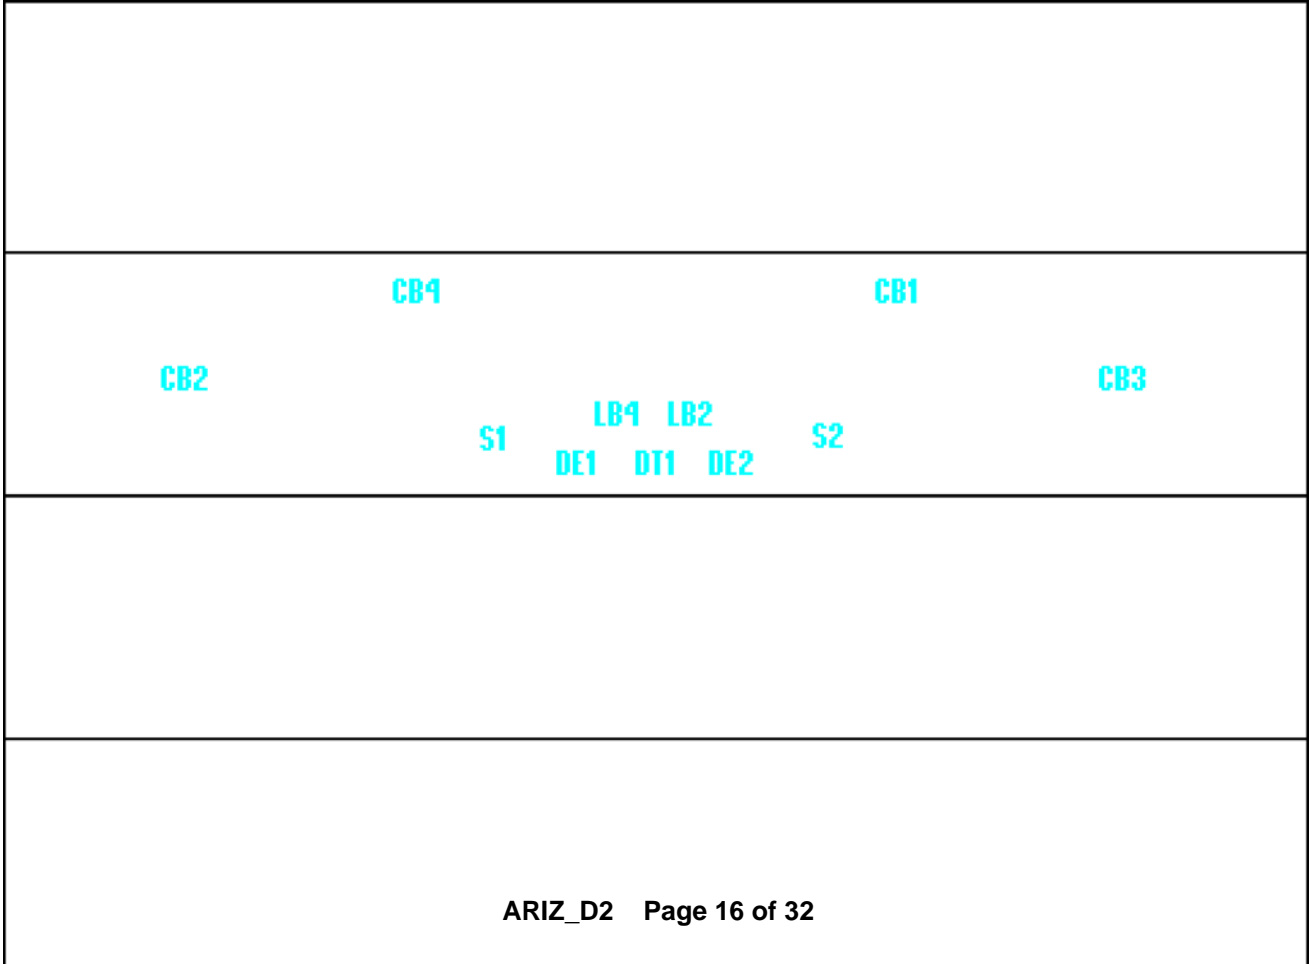 CB4 CB1
CB2 CB3
LB4 LB2
S1 S2
DE1 DT1 DE2
ARIZ_D2 Page 16 of 32